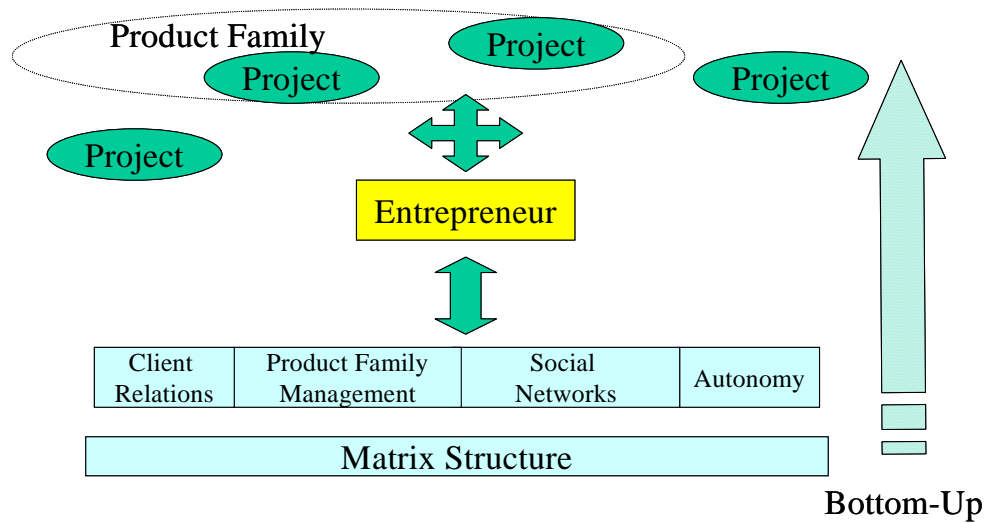 Product Family
Project
Project
Project
Project
Entrepreneur
Client
Relations
Product Family
Management
Social
Networks
Autonomy
Matrix Structure
Bottom-Up